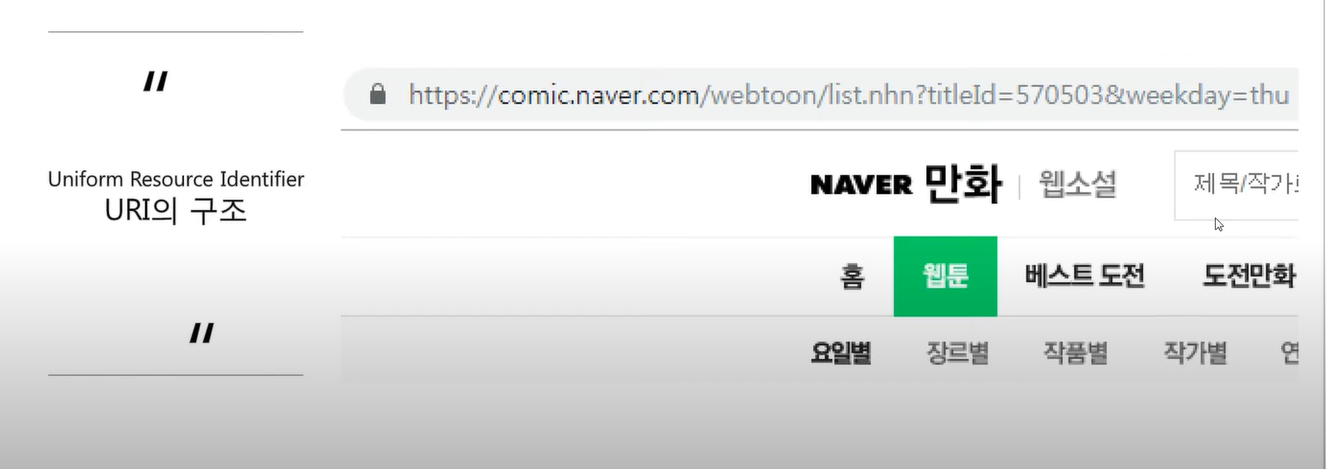 "
Uniform Resource Identifier
URI의 구조
"
https://comic.naver.com/webtoon/list.nhn?titleId=570503&weekday=thu
NAVER 만화 | 웹소설 제목/작가
홈 웹툰 베스트 도전 도전만화
요일별 장르별 작품별 작가별